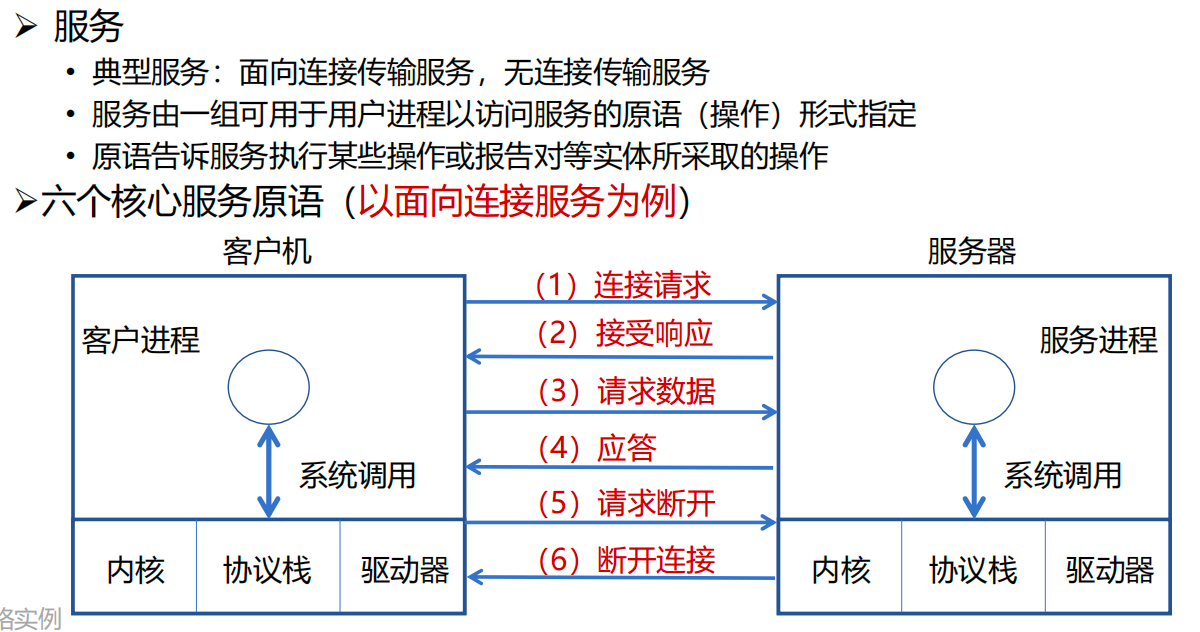 ➢ 服务
• 典型服务：面向连接传输服务，无连接传输服务
• 服务由一组可用于用户进程以访问服务的原语（操作）形式指定
• 原语告诉服务执行某些操作或报告对等实体所采取的操作
➢六个核心服务原语（以面向连接服务为例）
客户机
服务器
（1）连接请求
（2）接受响应
客户进程
服务进程
（3）请求数据
（4）应答
系统调用
系统调用
（5）请求断开
（6）断开连接
内核
协议栈
驱动器
内核
协议栈
驱动器
实例